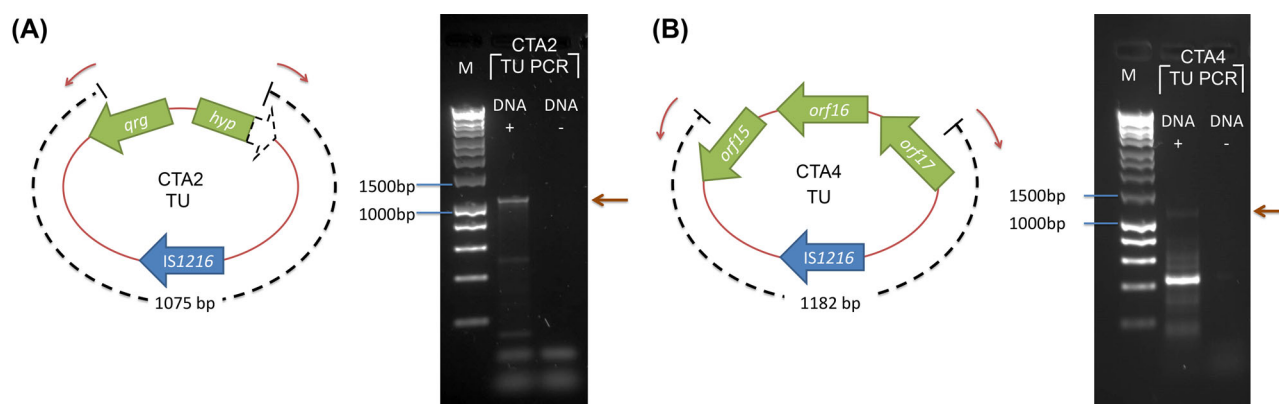 (A)
qrg
hyp
CTA2
TU
IS1216
1075 bp
1500bp
1000bp
CTA2
TU PCR
M
DNA
+
DNA
-
(B)
orf15
orf16
orf17
CTA4
TU
IS1216
1182 bp
1500bp
1000bp
CTA4
TU PCR
M
DNA
+
DNA
-